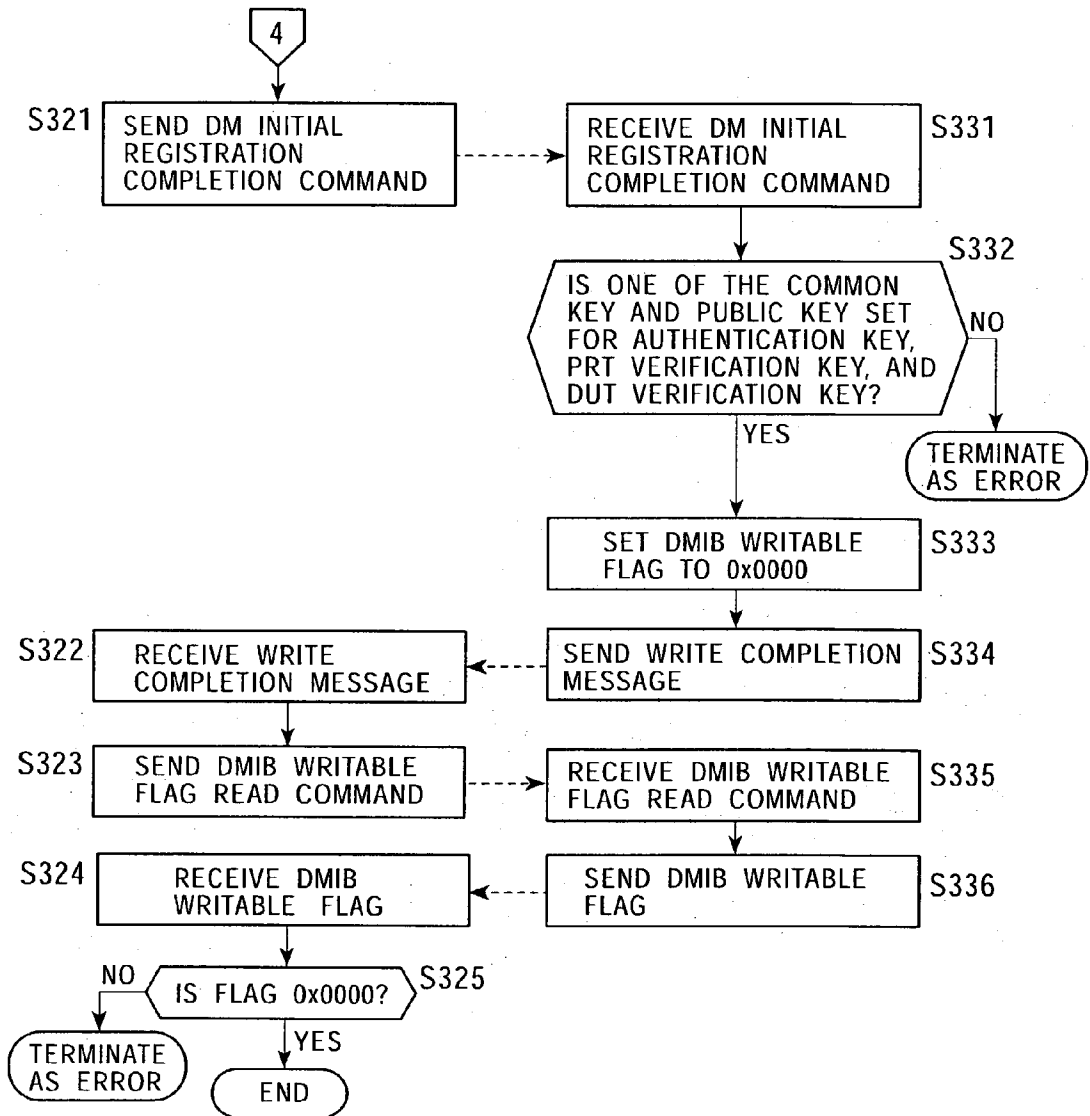 4
S321
SEND DM INITIAL
REGISTRATION
COMPLETION COMMAND
RECEIVE DM INITIAL
REGISTRATION
COMPLETION COMMAND
S331
S332
IS ONE OF THE COMMON
KEY AND PUBLIC KEY SET
FOR AUTHENTICATION KEY,
PRT VERIFICATION KEY, AND
DUT VERIFICATION KEY?
NO
YES
TERMINATE
AS ERROR
SET DMIB WRITABLE
FLAG TO 0x0000
S333
S322
RECEIVE WRITE
COMPLETION MESSAGE
SEND WRITE COMPLETION
MESSAGE
S334
S323
SEND DMIB WRITABLE
FLAG READ COMMAND
RECEIVE DMIB WRITABLE
FLAG READ COMMAND
S335
S324
RECEIVE DMIB
WRITABLE FLAG
SEND DMIB WRITABLE
FLAG
S336
NO
IS FLAG 0x0000?
S325
YES
TERMINATE
AS ERROR
END